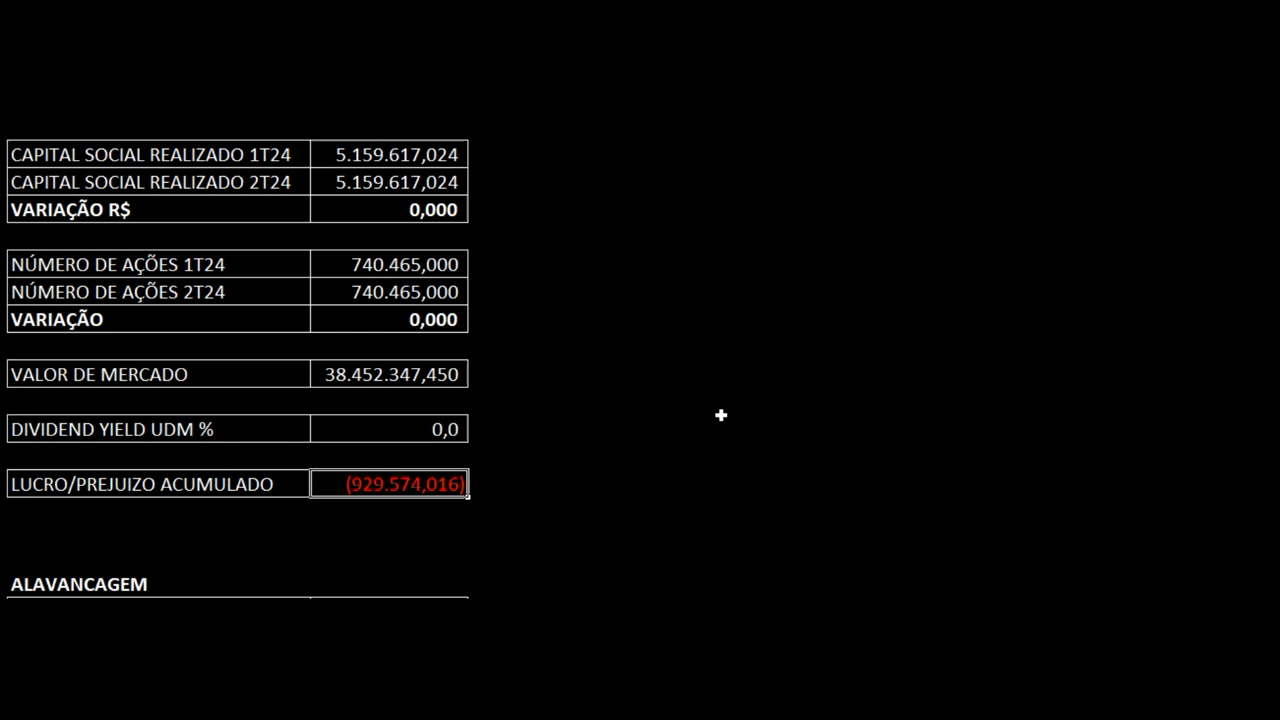 CAPITAL SOCIAL REALIZADO 1T24 5.159.617,024
CAPITAL SOCIAL REALIZADO 2T24 5.159.617,024
VARIAÇÃO R$ 0,000
NÚMERO DE AÇÕES 1T24 740.465,000
NÚMERO DE AÇÕES 2T24 740.465,000
VARIAÇÃO 0,000
VALOR DE MERCADO 38.452.347,450
DIVIDEND YIELD UDM % 0,0
LUCRO/PREJUIZO ACUMULADO (929.574,016)
ALAVANCAGEM